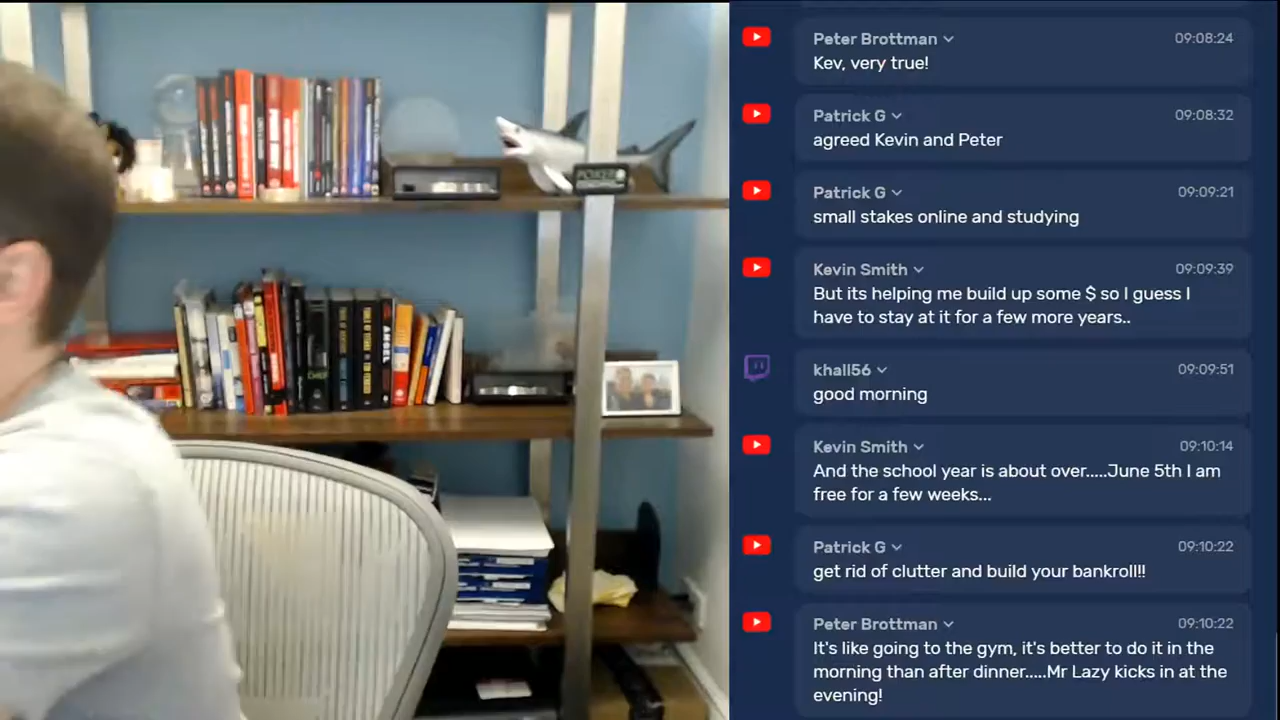 Peter Brottman
09:08:24
Kev, very true!
Patrick G
09:08:32
agreed Kevin and Peter
Patrick G
09:09:21
small stakes online and studying
Kevin Smith
09:09:39
But its helping me build up some $ so I guess I
have to stay at it for a few more years..
khall56
09:09:51
good morning
Kevin Smith
09:10:14
And the school year is about over.....June 5th I am
free for a few weeks...
Patrick G
09:10:22
get rid of clutter and build your bankroll!!
Peter Brottman
09:10:22
It's like going to the gym, it's better to do it in the
morning than after dinner.....Mr Lazy kicks in at the
evening!
POKER
ANGEL